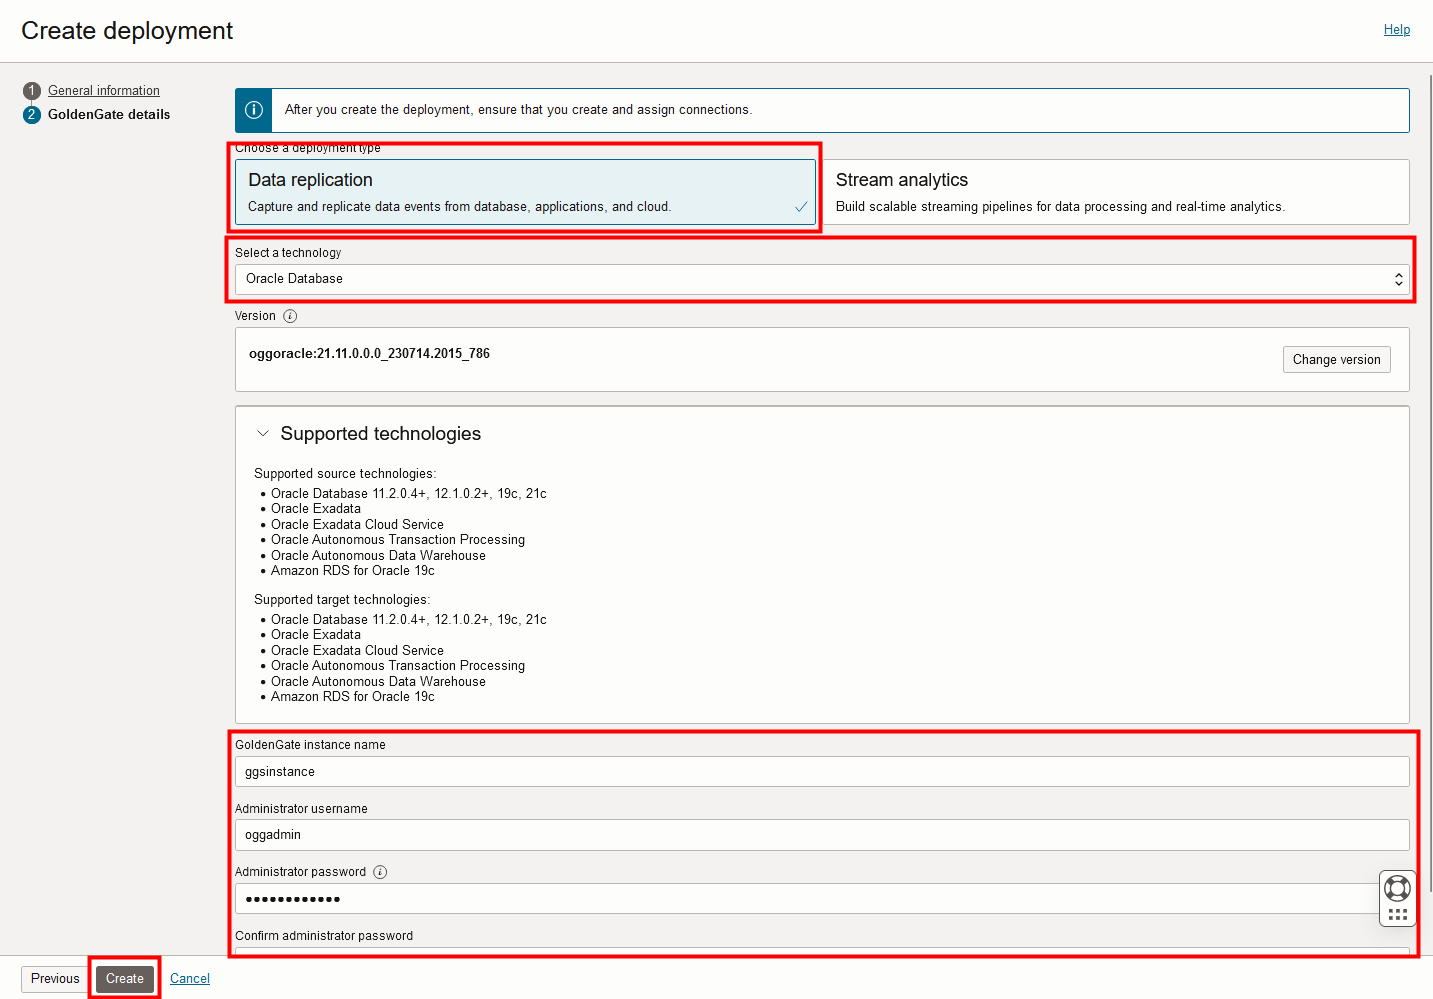 Create deployment
Help
1 General information
2 GoldenGate details
After you create the deployment, ensure that you create and assign connections.
Choose a deployment type
Data replication
Capture and replicate data events from database, applications, and cloud.
Stream analytics
Build scalable streaming pipelines for data processing and real-time analytics.
Select a technology
Oracle Database
Version
oggoracle:21.11.0.0.0_230714.2015_786
Change version
Supported technologies
Supported source technologies:
• Oracle Database 11.2.0.4+, 12.1.0.2+, 19c, 21c
• Oracle Exadata
• Oracle Exadata Cloud Service
• Oracle Autonomous Transaction Processing
• Oracle Autonomous Data Warehouse
• Amazon RDS for Oracle 19c
Supported target technologies:
• Oracle Database 11.2.0.4+, 12.1.0.2+, 19c, 21c
• Oracle Exadata
• Oracle Exadata Cloud Service
• Oracle Autonomous Transaction Processing
• Oracle Autonomous Data Warehouse
• Amazon RDS for Oracle 19c
GoldenGate instance name
ggsinstance
Administrator username
oggadmin
Administrator password
••••••••••••
Confirm administrator password
Previous
Create
Cancel